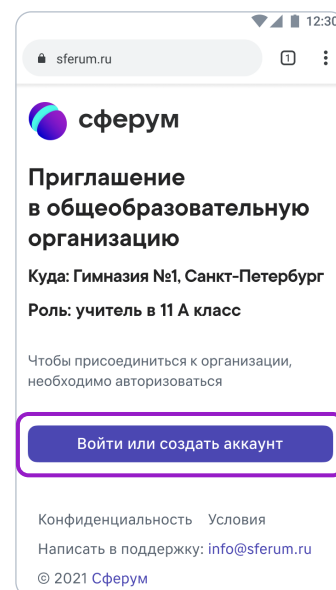 12:30
sferum.ru
1
сферум
Приглашение
в общеобразовательную
организацию
Куда: Гимназия №1, Санкт-Петербург
Роль: учитель в 11 А класс
Чтобы присоединиться к организации,
необходимо авторизоваться
Войти или создать аккаунт
Конфиденциальность Условия
Написать в поддержку: info@sferum.ru
© 2021 Сферум